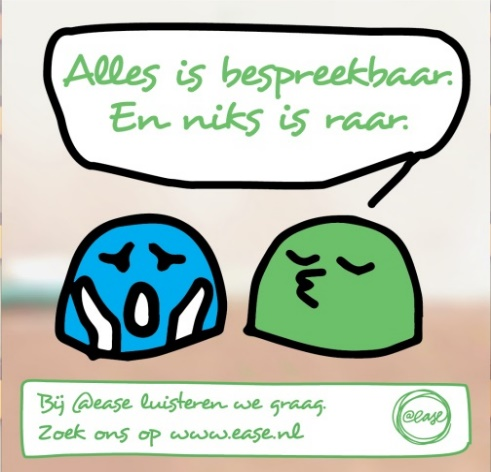 Alles is bespreekbaar.
En niks is raar.
Bij @ease luisteren we graag.
Zoek ons op www.ease.nl
@ease